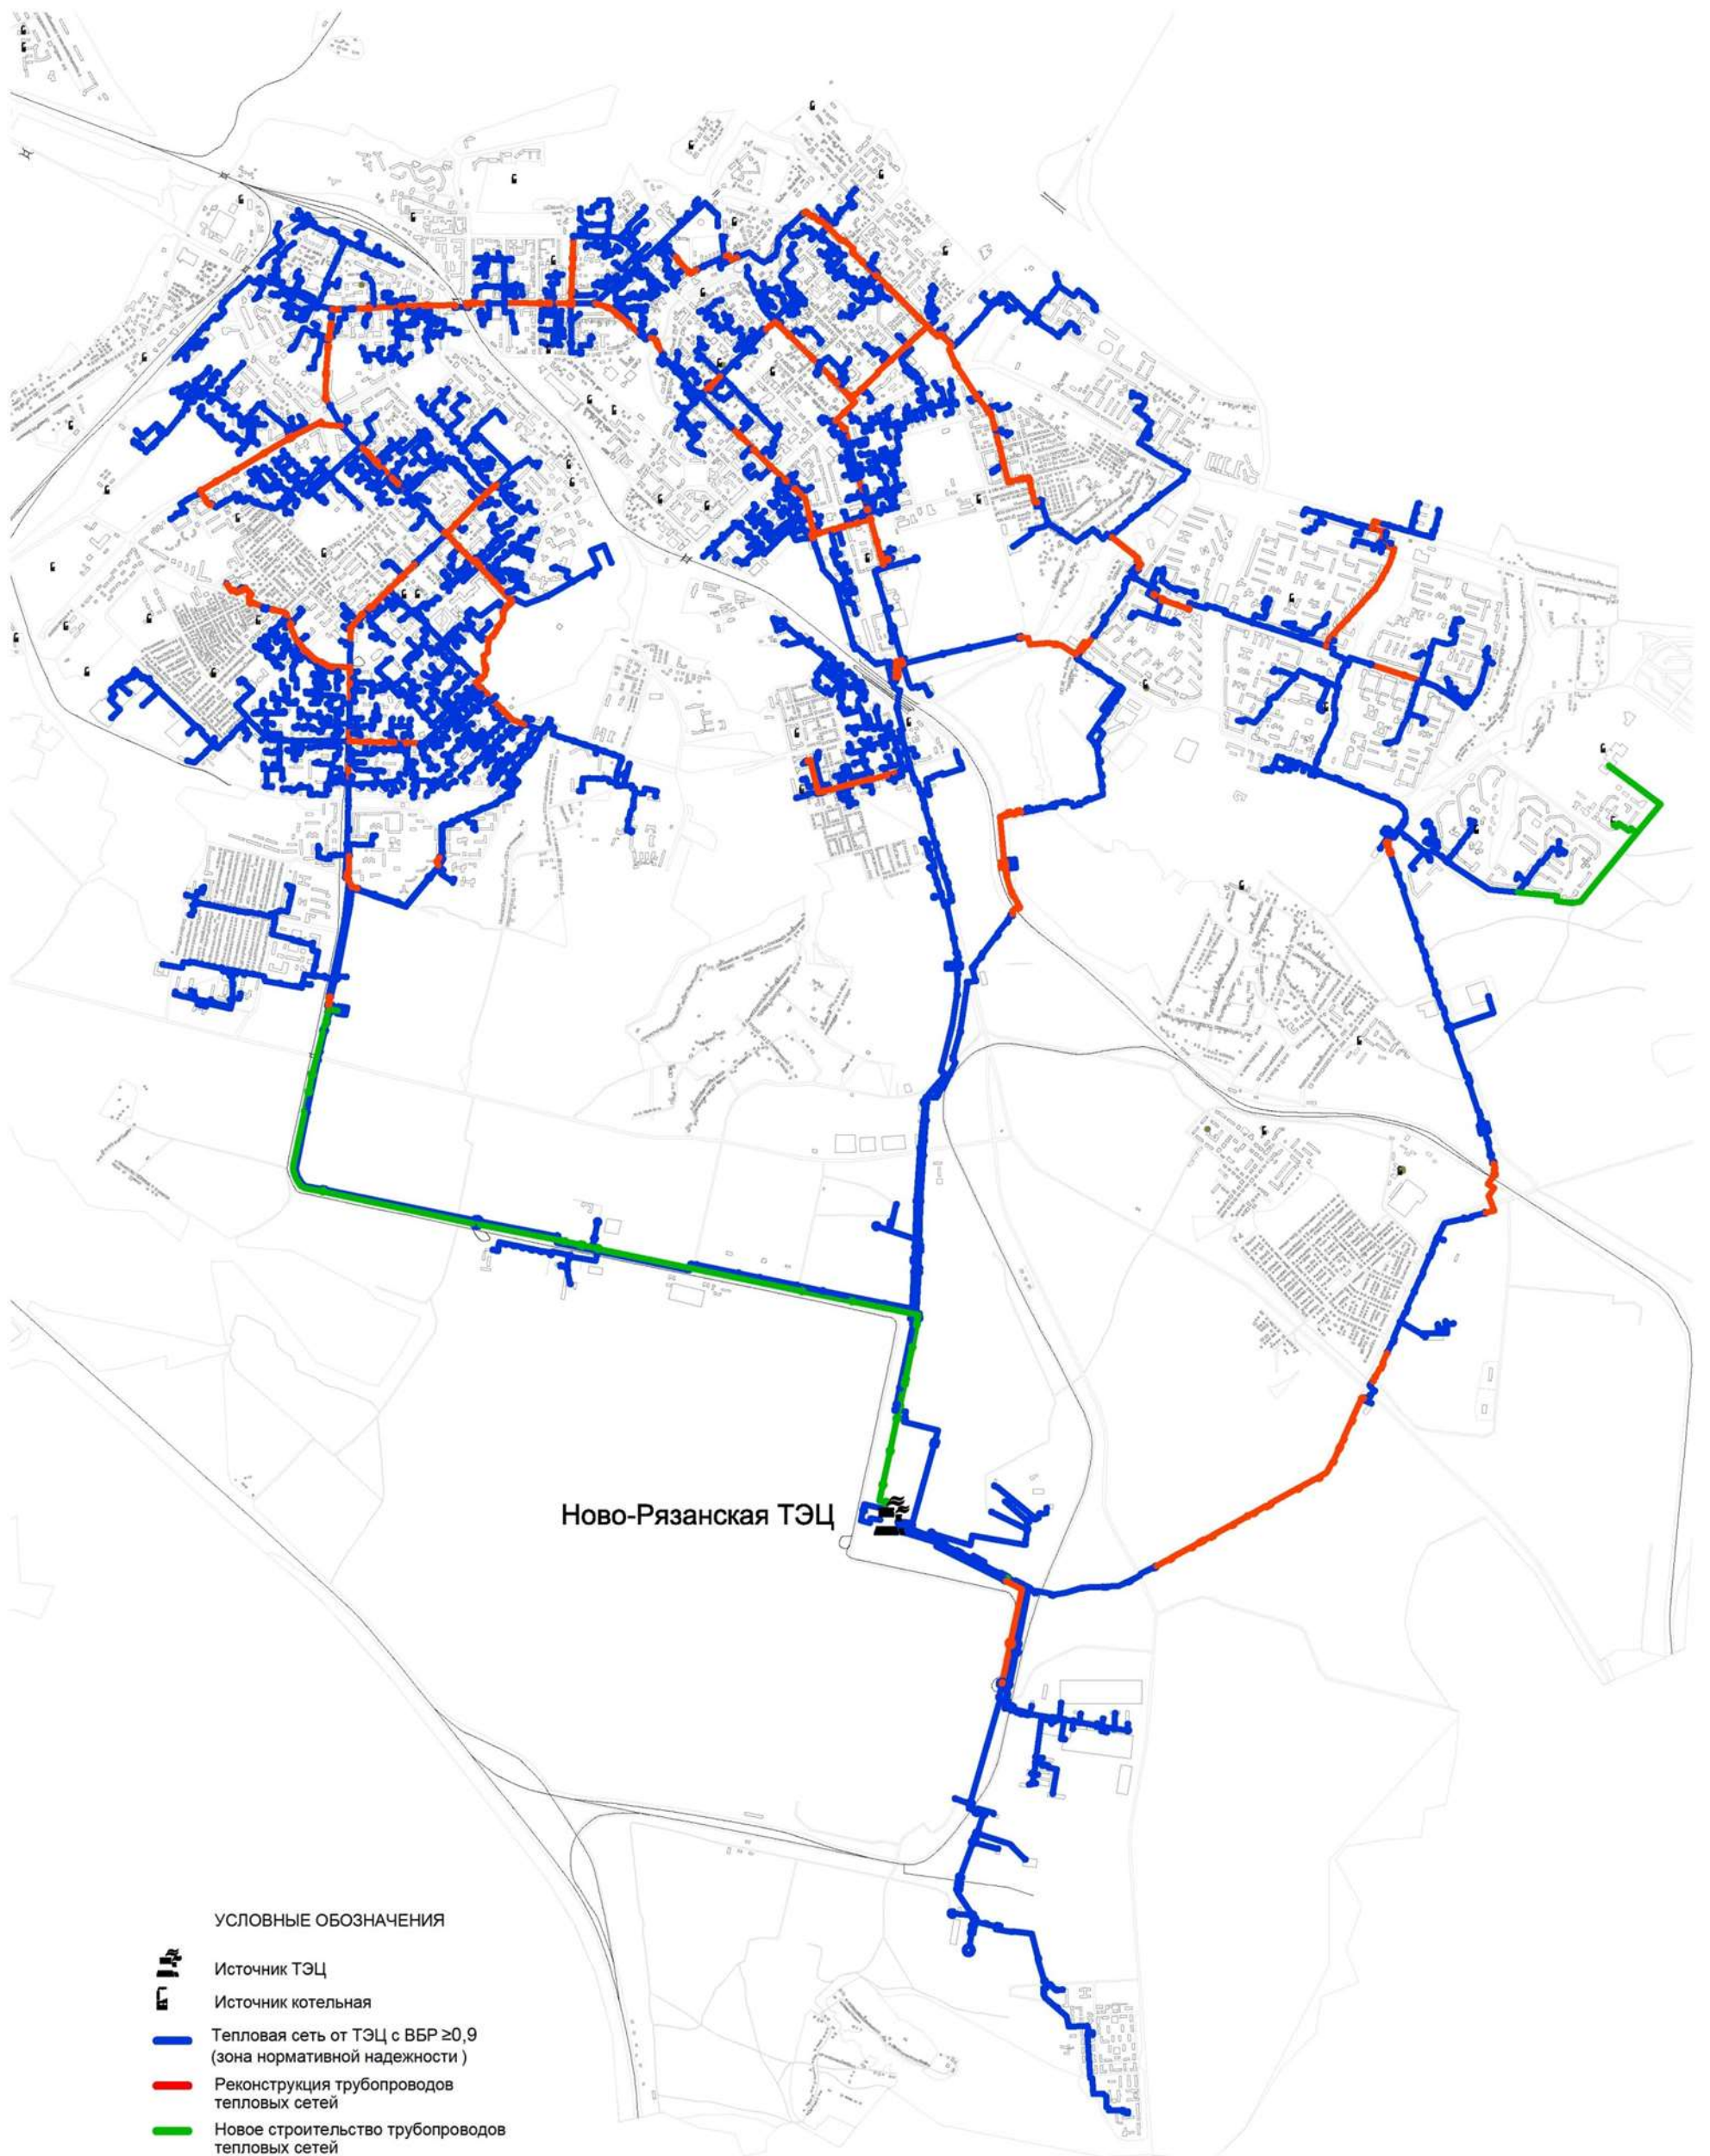 Ново-Рязанская ТЭЦ
УСЛОВНЫЕ ОБОЗНАЧЕНИЯ
Источник ТЭЦ
Источник котельная
Тепловая сеть от ТЭЦ с ВБР ≥0,9
(зона нормативной надежности )
Реконструкция трубопроводов
тепловых сетей
Новое строительство трубопроводов
тепловых сетей